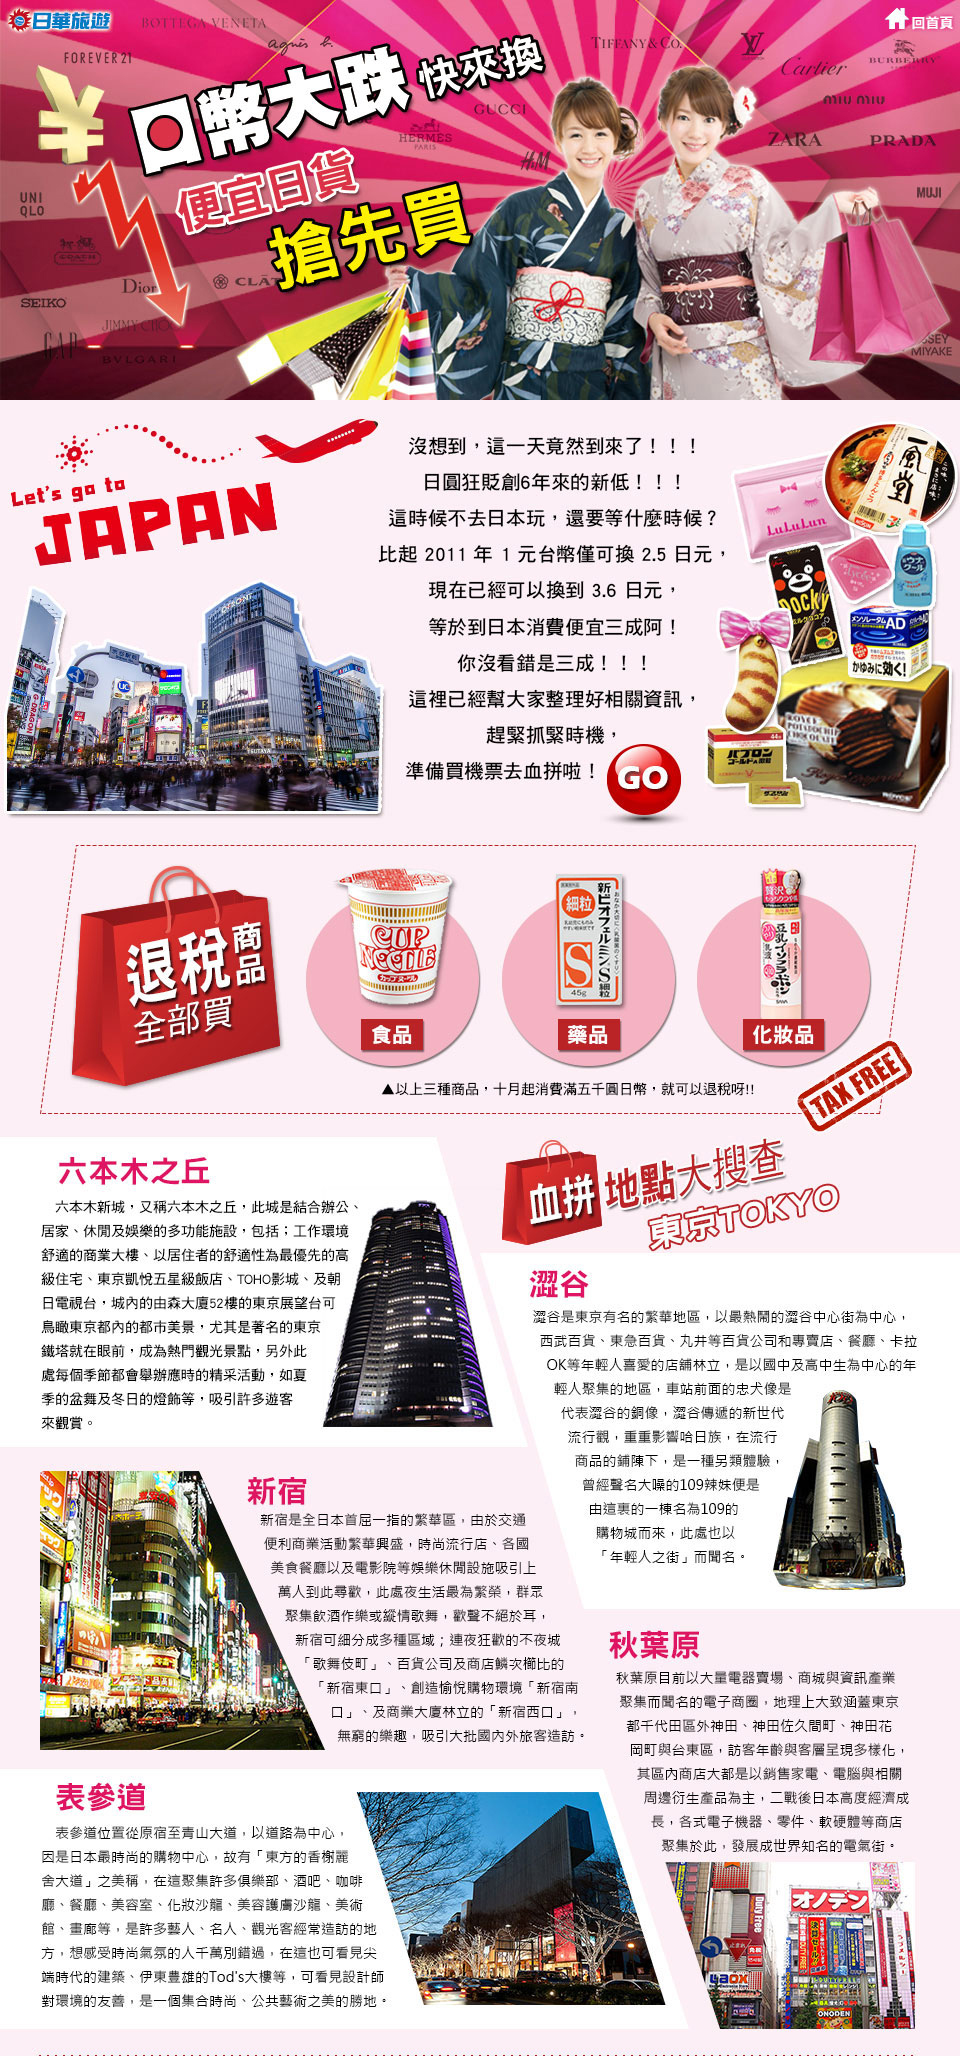 日華旅遊
回首頁
BOTTEGA VENETA
agnès b.
TIFFANY & CO.
FOREVER 21
Cartier
BURBERRY
GUCCI
miu miu
HERMES
PARIS
H&M
ZARA
PRADA
UNI
QLO
MUJI
COACH
Dior
SEIKO
JIMMY CHOO
GAP
BVLGARI
MIYAKE
日幣大跌 快來換
便宜日貨
搶先買
Let's go to
JAPAN
沒想到，這一天竟然到來了！！！
日圓狂貶創6年來的新低！！！
這時候不去日本玩，還要等什麼時候？
比起 2011 年 1 元台幣僅可換 2.5 日元，
現在已經可以換到 3.6 日元，
等於到日本消費便宜三成阿！
你沒看錯是三成！！！
這裡已經幫大家整理好相關資訊，
趕緊抓緊時機，
準備買機票去血拼啦！
GO
LuLuLun
一風堂
Pocky
メンソレータムAD
かゆみに効く!
パブロン
ゴールドA微粒
退稅商品
全部買
CUP
NOODLE
カップヌードル
細粒
新ビオフェルミンS細粒
S
45g
豆乳イソフラボン
食品
藥品
化妝品
▲以上三種商品，十月起消費滿五千圓日幣，就可以退稅呀!!
TAX FREE
血拼 地點大搜查
東京TOKYO
六本木之丘
六本木新城，又稱六本木之丘，此城是結合辦公、
居家、休閒及娛樂的多功能施設，包括；工作環境
舒適的商業大樓、以居住者的舒適性為最優先的高
級住宅、東京凱悅五星級飯店、TOHO影城、及朝
日電視台，城內的由森大廈52樓的東京展望台可
鳥瞰東京都內的都市美景，尤其是著名的東京
鐵塔就在眼前，成為熱門觀光景點，另外此
處每個季節都會舉辦應時的精采活動，如夏
季的盆舞及冬日的燈飾等，吸引許多遊客
來觀賞。
澀谷
澀谷是東京有名的繁華地區，以最熱鬧的澀谷中心街為中心，
西武百貨、東急百貨、丸井等百貨公司和專賣店、餐廳、卡拉
OK等年輕人喜愛的店舖林立，是以國中及高中生為中心的年
輕人聚集的地區，車站前面的忠犬像是
代表澀谷的銅像，澀谷傳遞的新世代
流行觀，重重影響哈日族，在流行
商品的鋪陳下，是一種另類體驗，
曾經聲名大噪的109辣妹便是
由這裏的一棟名為109的
購物城而來，此處也以
「年輕人之街」而聞名。
新宿
新宿是全日本首屈一指的繁華區，由於交通
便利商業活動繁華興盛，時尚流行店、各國
美食餐廳以及電影院等娛樂休閒設施吸引上
萬人到此尋歡，此處夜生活最為繁榮，群眾
聚集飲酒作樂或縱情歌舞，歡聲不絕於耳，
新宿可細分成多種區域；連夜狂歡的不夜城
「歌舞伎町」、百貨公司及商店鱗次櫛比的
「新宿東口」、創造愉悅購物環境「新宿南
口」、及商業大廈林立的「新宿西口」，
無窮的樂趣，吸引大批國內外旅客造訪。
秋葉原
秋葉原目前以大量電器賣場、商城與資訊產業
聚集而聞名的電子商圈，地理上大致涵蓋東京
都千代田區外神田、神田佐久間町、神田花
岡町與台東區，訪客年齡與客層呈現多樣化，
其區內商店大都是以銷售家電、電腦與相關
周邊衍生產品為主，二戰後日本高度經濟成
長，各式電子機器、零件、軟硬體等商店
聚集於此，發展成世界知名的電氣街。
表參道
表參道位置從原宿至青山大道，以道路為中心，
因是日本最時尚的購物中心，故有「東方的香榭麗
舍大道」之美稱，在這聚集許多俱樂部、酒吧、咖啡
廳、餐廳、美容室、化妝沙龍、美容護膚沙龍、美術
館、畫廊等，是許多藝人、名人、觀光客經常造訪的地
方，想感受時尚氣氛的人千萬別錯過，在這也可看見尖
端時代的建築、伊東豊雄的Tod's大樓等，可看見設計師
對環境的友善，是一個集合時尚、公共藝術之美的勝地。
Duty Free
Laox
オノデン
ONODEN